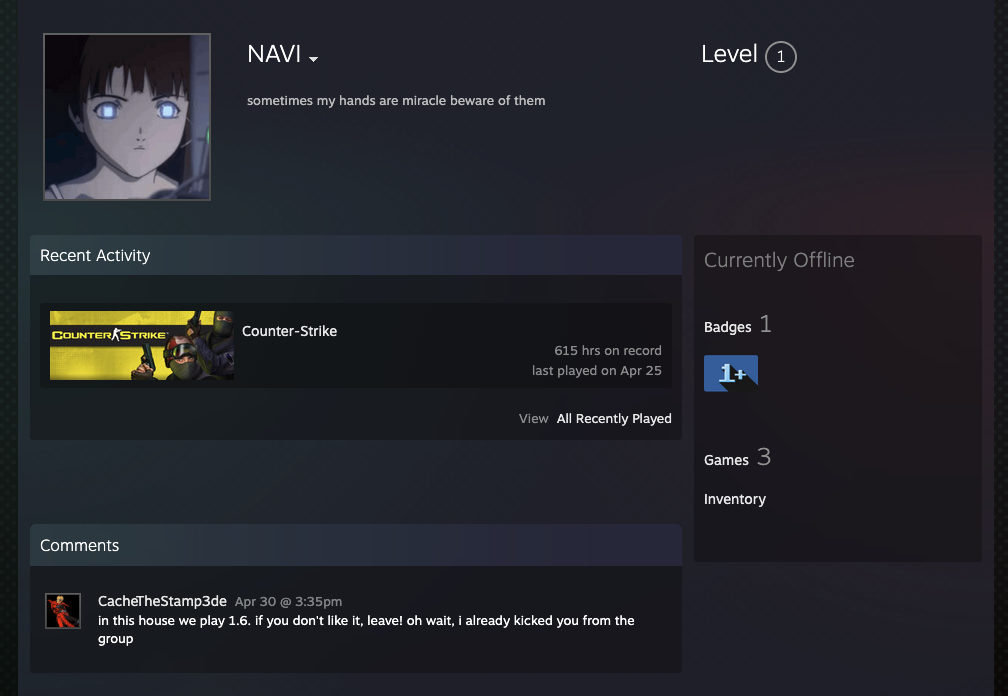 NAVI
Level 1
sometimes my hands are miracle beware of them
Recent Activity
COUNTER STRIKE
Counter-Strike
615 hrs on record
last played on Apr 25
View All Recently Played
Currently Offline
Badges 1
1+
Games 3
Inventory
Comments
CacheTheStamp3de Apr 30 @ 3:35pm
in this house we play 1.6. if you don't like it, leave! oh wait, i already kicked you from the
group